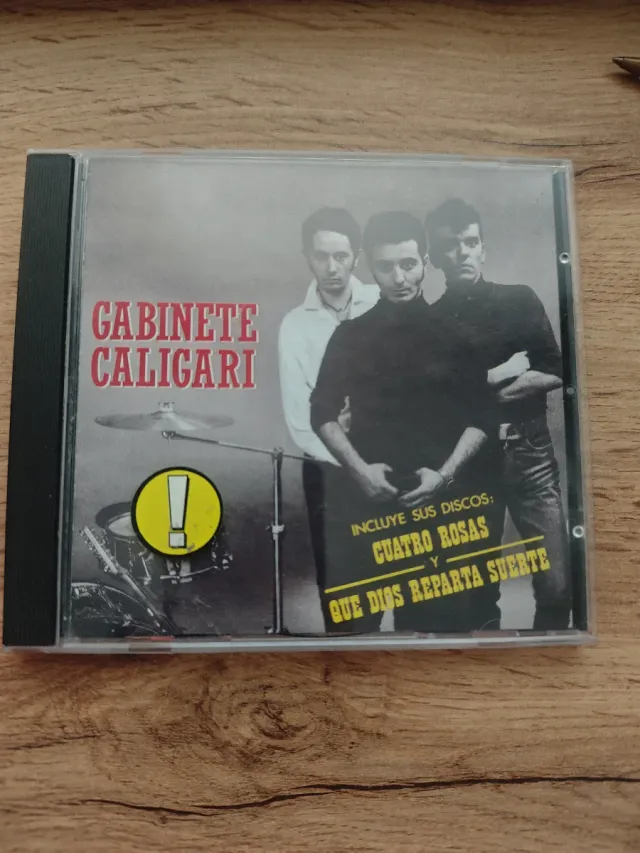 GABINETE
CALIGARI
!
INCLUYE SUS DISCOS:
CUATRO ROSAS
Y
QUE DIOS REPARTA SUERTE